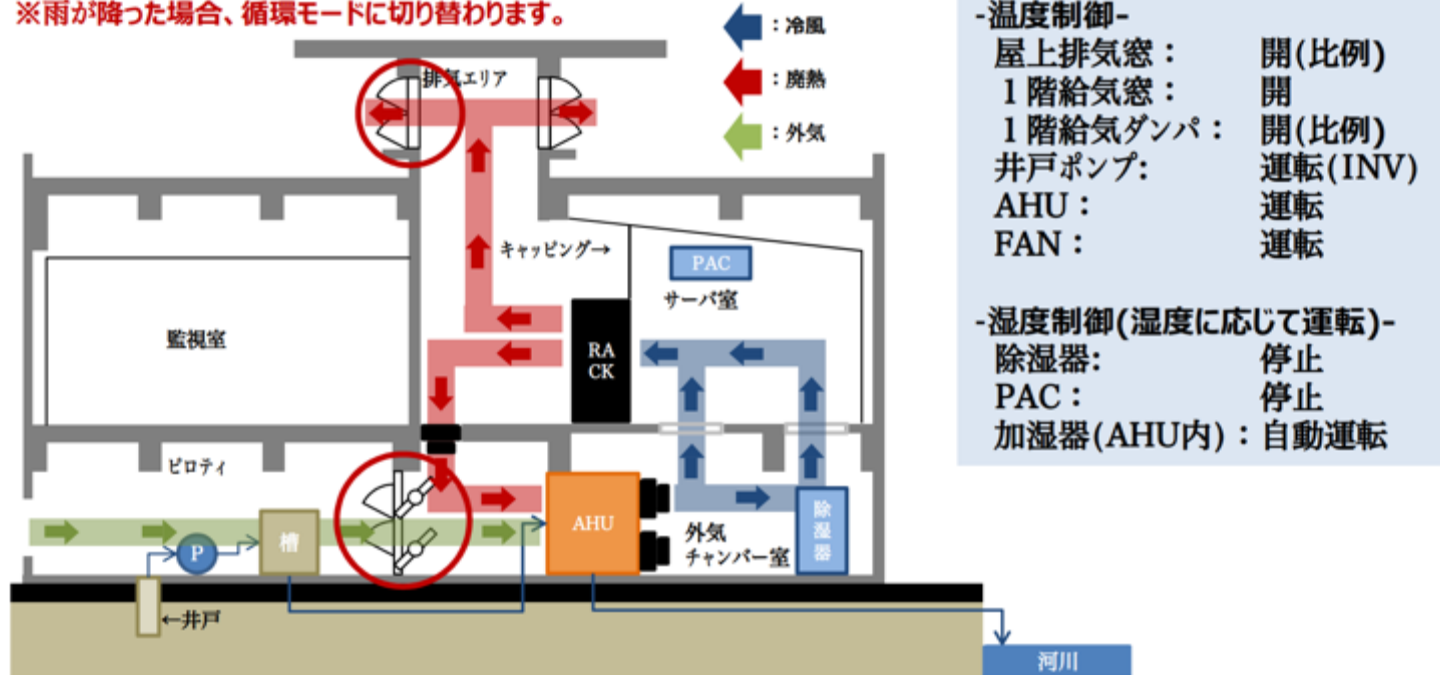 ※雨が降った場合、循環モードに切り替わります。
：冷風
：廃熱
：外気
排気エリア
キャッピング→
PAC
サーバ室
監視室
RA
CK
ピロティ
P
槽
AHU
外気
チャンバー室
除
湿
器
←井戸
河川
-温度制御-
屋上排気窓： 開(比例)
１階給気窓： 開
１階給気ダンパ： 開(比例)
井戸ポンプ: 運転(INV)
AHU： 運転
FAN： 運転
-湿度制御(湿度に応じて運転)-
除湿器: 停止
PAC： 停止
加湿器(AHU内)：自動運転